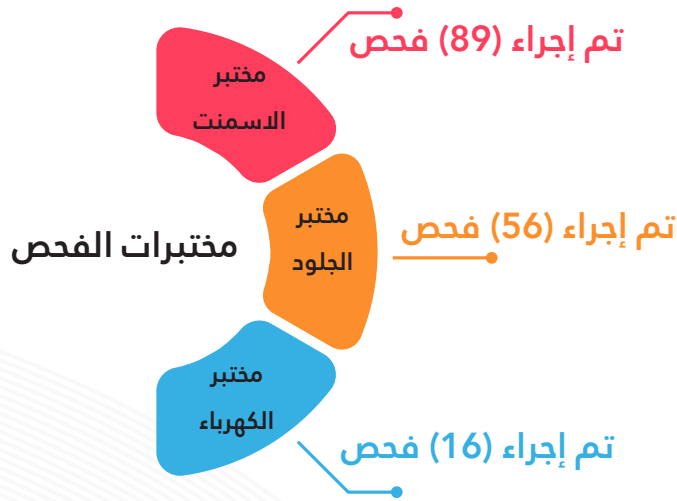 تم إجراء (89) فحص
مختبر
الاسمنت
تم إجراء (56) فحص
مختبر
الجلود
مختبرات الفحص
تم إجراء (16) فحص
مختبر
الكهرباء